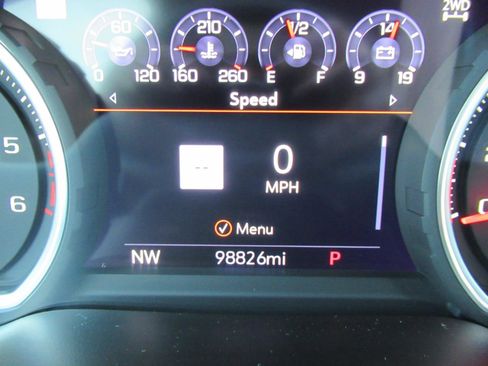 2WD
60 210 1/2 14
0 120 160 260 E F 9 19
Speed
5 -- 0
MPH
6
Menu
NW 98826mi P